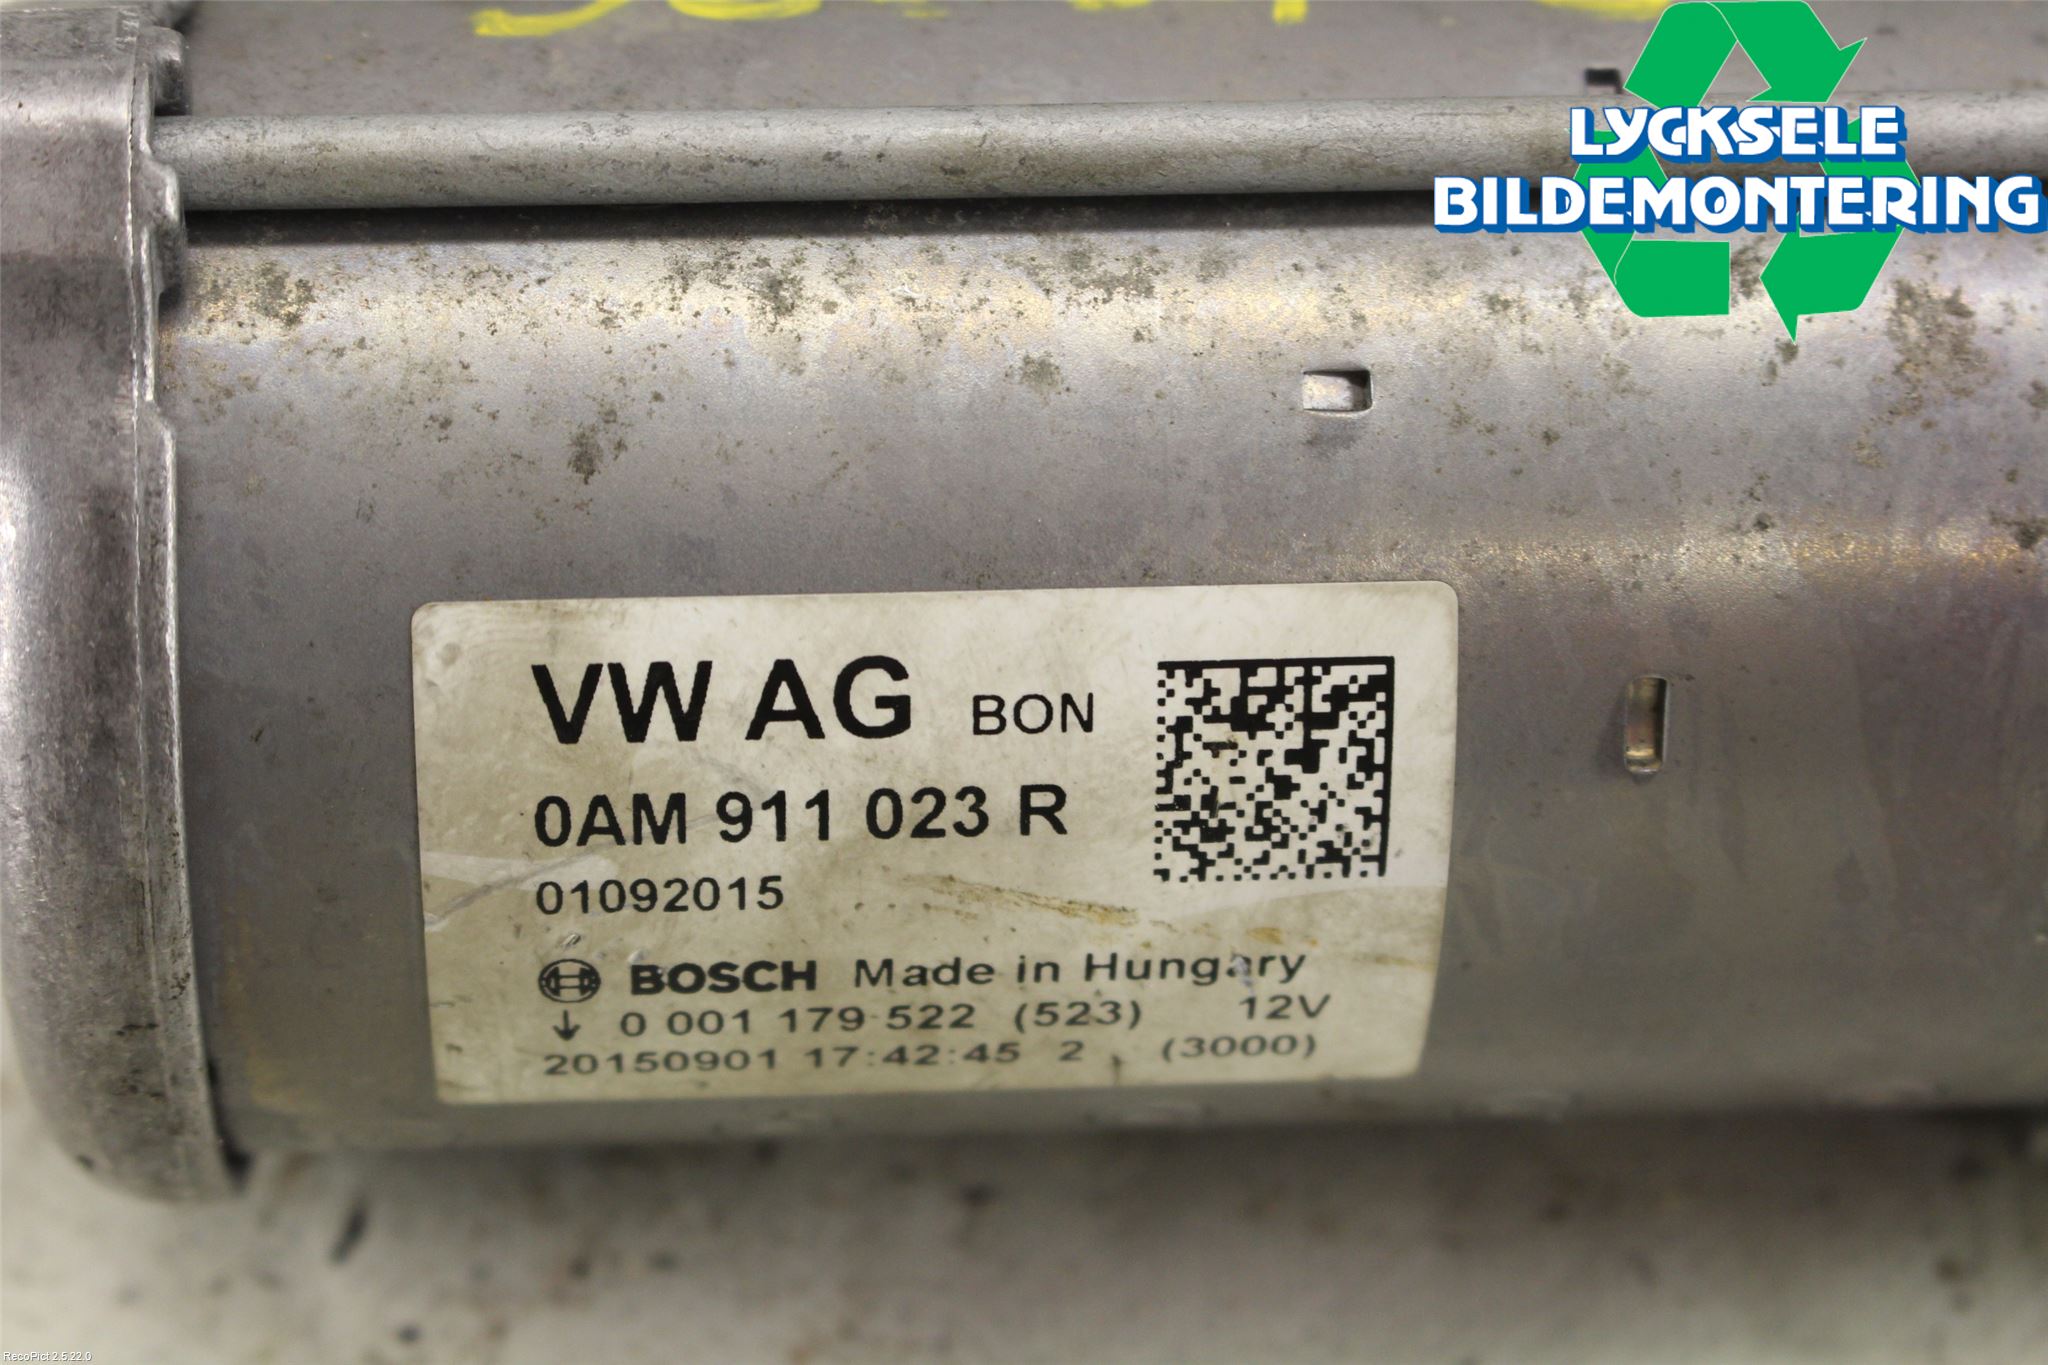 LYCKSELE
BILDEMONTERING
VW AG BON
0AM 911 023 R
01092015
BOSCH Made in Hungary
0 001 179 522 (523) 12V
20150901 17:42:45 2 (3000)
RecoPict 2.5.22.0